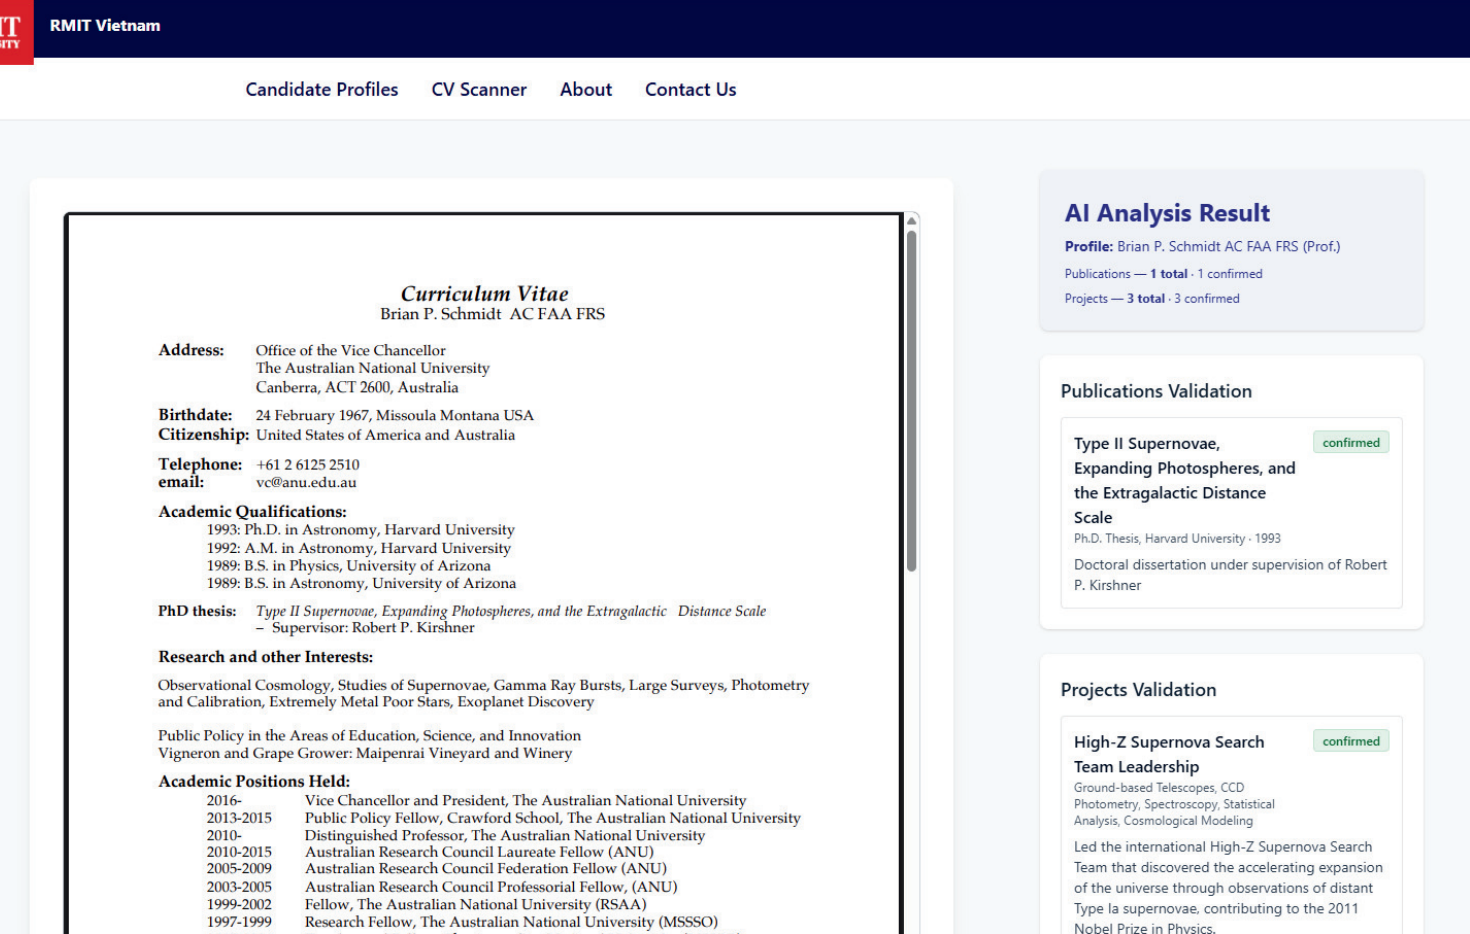 RMIT Vietnam
Candidate Profiles CV Scanner About Contact Us
Curriculum Vitae
Brian P. Schmidt AC FAA FRS
Address: Office of the Vice Chancellor
The Australian National University
Canberra, ACT 2600, Australia
Birthdate: 24 February 1967, Missoula Montana USA
Citizenship: United States of America and Australia
Telephone: +61 2 6125 2510
email: vc@anu.edu.au
Academic Qualifications:
1993: Ph.D. in Astronomy, Harvard University
1992: A.M. in Astronomy, Harvard University
1989: B.S. in Physics, University of Arizona
1989: B.S. in Astronomy, University of Arizona
PhD thesis: Type II Supernovae, Expanding Photospheres, and the Extragalactic Distance Scale
– Supervisor: Robert P. Kirshner
Research and other Interests:
Observational Cosmology, Studies of Supernovae, Gamma Ray Bursts, Large Surveys, Photometry
and Calibration, Extremely Metal Poor Stars, Exoplanet Discovery
Public Policy in the Areas of Education, Science, and Innovation
Vigneron and Grape Grower: Maipenrai Vineyard and Winery
Academic Positions Held:
2016- Vice Chancellor and President, The Australian National University
2013-2015 Public Policy Fellow, Crawford School, The Australian National University
2010- Distinguished Professor, The Australian National University
2010-2015 Australian Research Council Laureate Fellow (ANU)
2005-2009 Australian Research Council Federation Fellow (ANU)
2003-2005 Australian Research Council Professorial Fellow, (ANU)
1999-2002 Fellow, The Australian National University (RSAA)
1997-1999 Research Fellow, The Australian National University (MSSSO)
AI Analysis Result
Profile: Brian P. Schmidt AC FAA FRS (Prof.)
Publications — 1 total · 1 confirmed
Projects — 3 total · 3 confirmed
Publications Validation
Type II Supernovae,
Expanding Photospheres, and
the Extragalactic Distance
Scale
confirmed
Ph.D. Thesis, Harvard University · 1993
Doctoral dissertation under supervision of Robert
P. Kirshner
Projects Validation
High-Z Supernova Search
Team Leadership
confirmed
Ground-based Telescopes, CCD
Photometry, Spectroscopy, Statistical
Analysis, Cosmological Modeling
Led the international High-Z Supernova Search
Team that discovered the accelerating expansion
of the universe through observations of distant
Type Ia supernovae, contributing to the 2011
Nobel Prize in Physics.